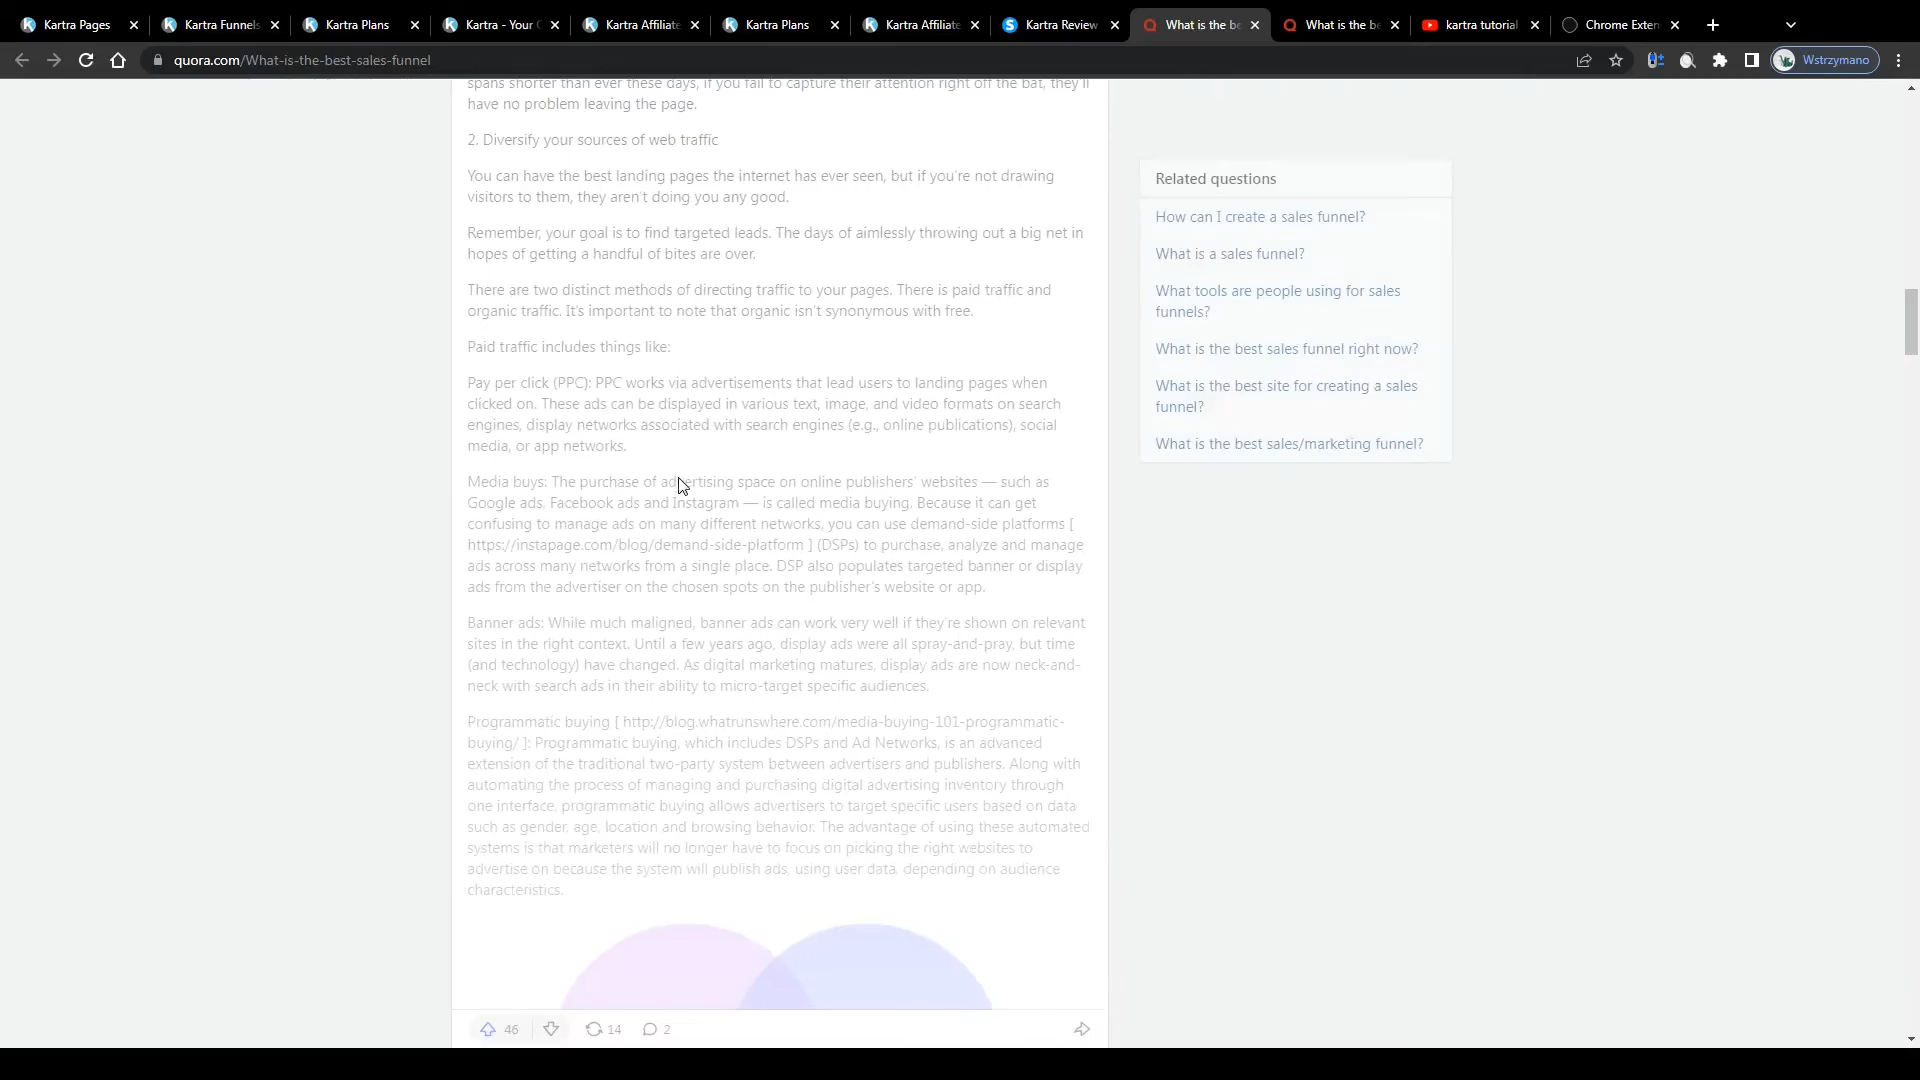 Kartra Pages
Kartra Funnels
Kartra Plans
Kartra - Your
Kartra Affiliate
Kartra Plans
Kartra Affiliate
Kartra Review
What is the be
What is the be
kartra tutorial
Chrome Exten
quora.com/What-is-the-best-sales-funnel
Wstrzymano
spans shorter than ever these days, if you fail to capture their attention right off the bat, they'll
have no problem leaving the page.
2. Diversify your sources of web traffic
You can have the best landing pages the internet has ever seen, but if you're not drawing
visitors to them, they aren't doing you any good.
Remember, your goal is to find targeted leads. The days of aimlessly throwing out a big net in
hopes of getting a handful of bites are over.
There are two distinct methods of directing traffic to your pages. There is paid traffic and
organic traffic. It's important to note that organic isn't synonymous with free.
Paid traffic includes things like:
Pay per click (PPC): PPC works via advertisements that lead users to landing pages when
clicked on. These ads can be displayed in various text, image, and video formats on search
engines, display networks associated with search engines (e.g., online publications), social
media, or app networks.
Media buys: The purchase of advertising space on online publishers' websites — such as
Google ads, Facebook ads and Instagram — is called media buying. Because it can get
confusing to manage ads on many different networks, you can use demand-side platforms [
https://instapage.com/blog/demand-side-platform ] (DSPs) to purchase, analyze and manage
ads across many networks from a single place. DSP also populates targeted banner or display
ads from the advertiser on the chosen spots on the publisher's website or app.
Banner ads: While much maligned, banner ads can work very well if they're shown on relevant
sites in the right context. Until a few years ago, display ads were all spray-and-pray, but time
(and technology) have changed. As digital marketing matures, display ads are now neck-and-
neck with search ads in their ability to micro-target specific audiences.
Programmatic buying [ http://blog.whatrunswhere.com/media-buying-101-programmatic-
buying/ ]: Programmatic buying, which includes DSPs and Ad Networks, is an advanced
extension of the traditional two-party system between advertisers and publishers. Along with
automating the process of managing and purchasing digital advertising inventory through
one interface, programmatic buying allows advertisers to target specific users based on data
such as gender, age, location and browsing behavior. The advantage of using these automated
systems is that marketers will no longer have to focus on picking the right websites to
advertise on because the system will publish ads, using user data, depending on audience
characteristics.
46
14
2
Related questions
How can I create a sales funnel?
What is a sales funnel?
What tools are people using for sales
funnels?
What is the best sales funnel right now?
What is the best site for creating a sales
funnel?
What is the best sales/marketing funnel?